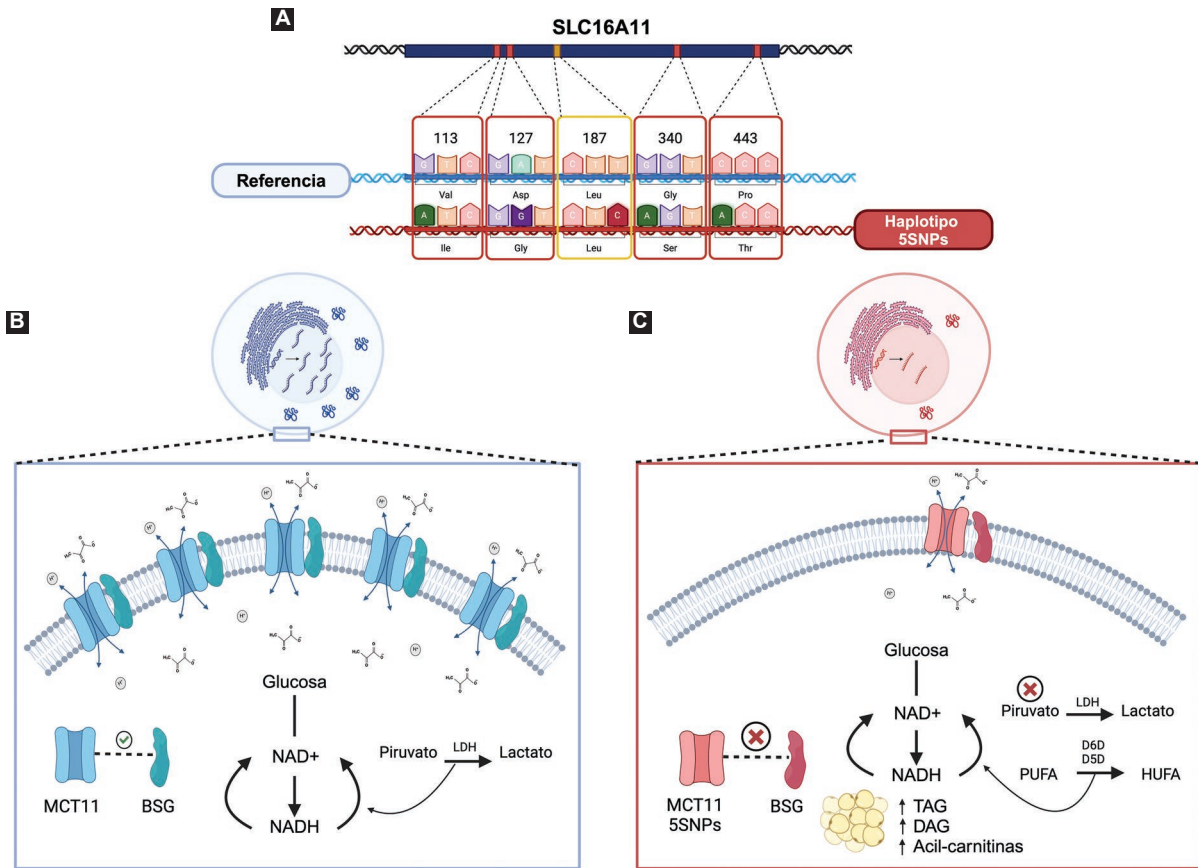 A
SLC16A11
113 127 187 340 443
G T C G A T C T T G G T C C C
Referencia
Val Asp Leu Gly Pro
A T C G G T C T C A G T A C C
Haplotipo
5SNPs
Ile Gly Leu Ser Thr
B
H⁺
H⁺
H⁺
H⁺
H⁺
H⁺
H⁺
H⁺
Glucosa
NAD+
NADH
Piruvato
LDH
Lactato
MCT11
BSG
C
H⁺
H⁺
Glucosa
NAD+
NADH
Piruvato
LDH
Lactato
D6D
D5D
PUFA
HUFA
MCT11
5SNPs
BSG
↑ TAG
↑ DAG
↑ Acil-carnitinas